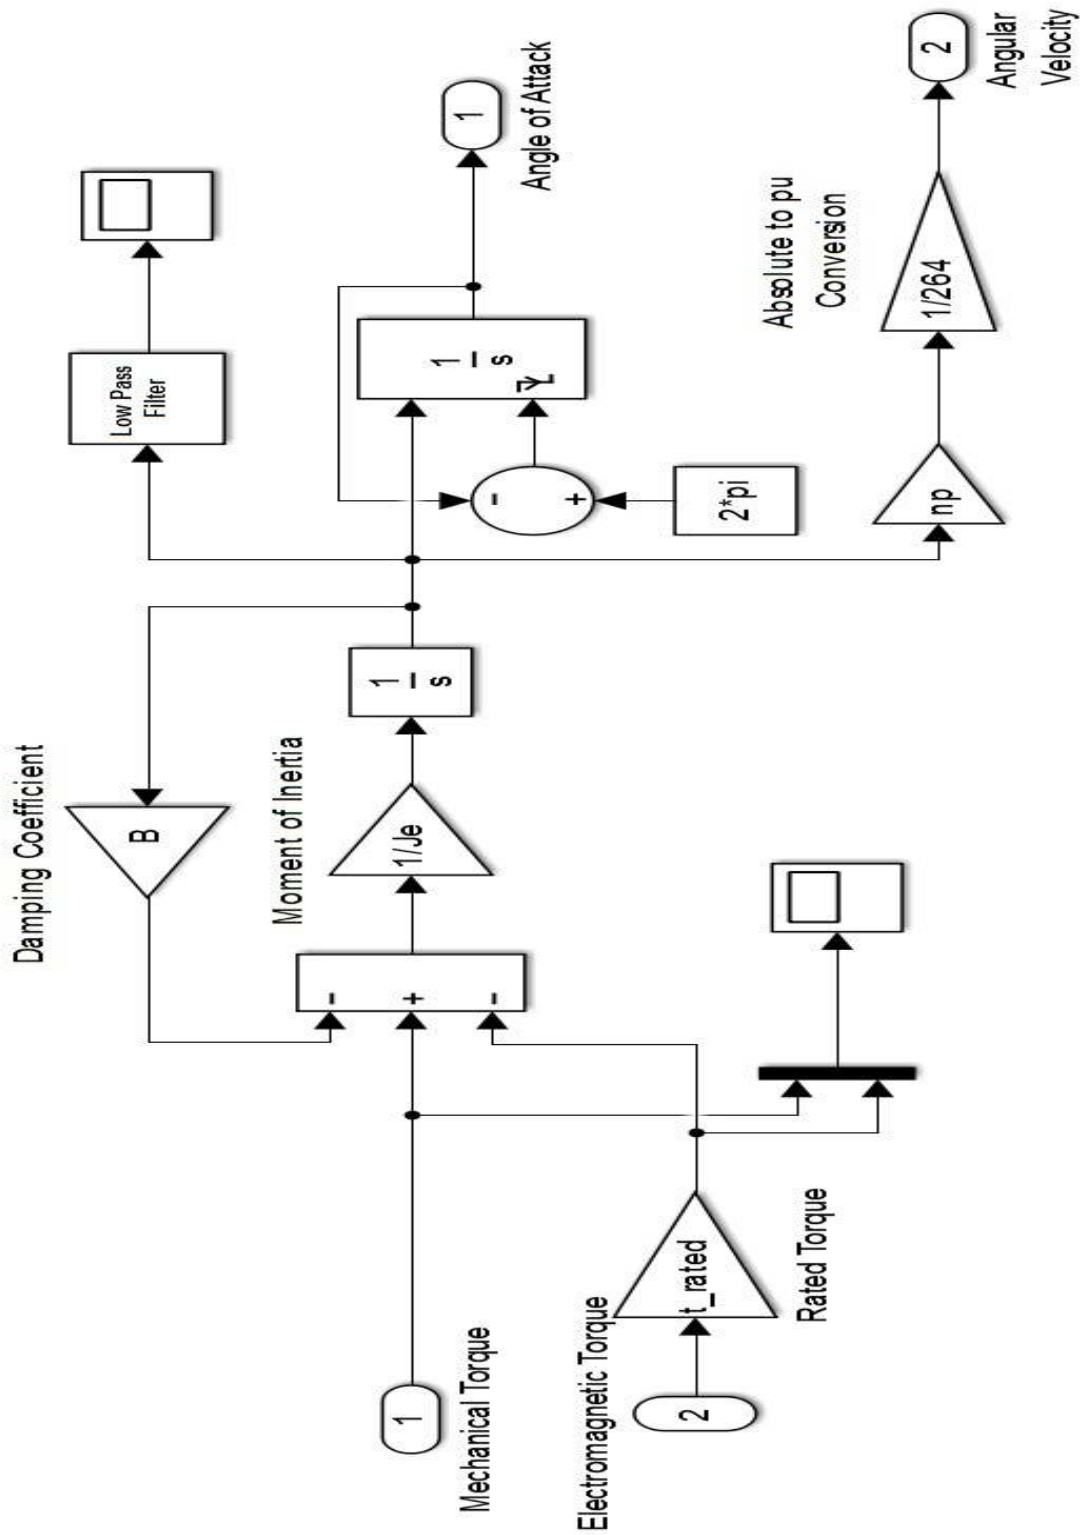 Damping Coefficient
B
Low Pass
Filter
Moment of Inertia
1
Mechanical Torque
-
+
-
1/Je
1
s
1
s
1
Angle of Attack
-
+
2*pi
Electromagnetic Torque
2
t_rated
Rated Torque
Absolute to pu
Conversion
np
1/264
2
Angular
Velocity